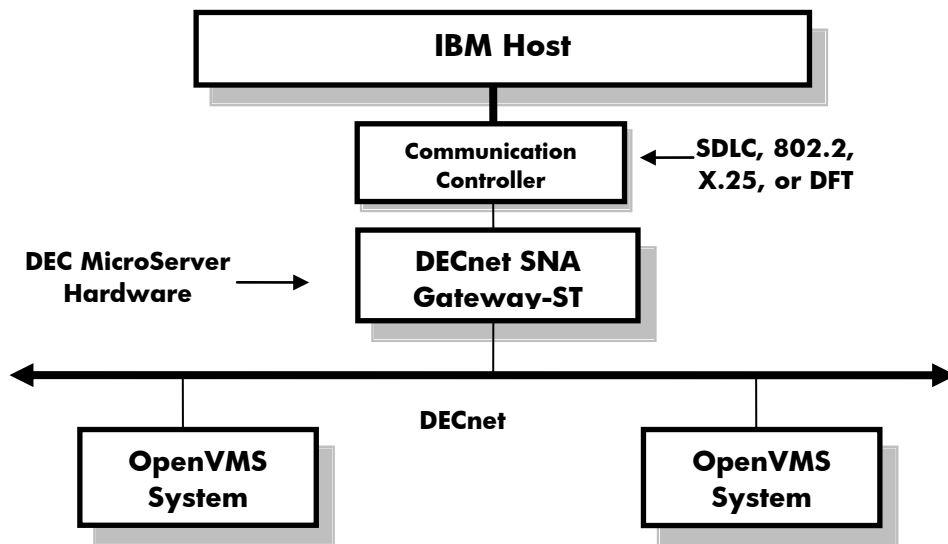 IBM Host
Communication
Controller
SDLC, 802.2,
X.25, or DFT
DEC MicroServer
Hardware
DECnet SNA
Gateway-ST
DECnet
OpenVMS
System
OpenVMS
System